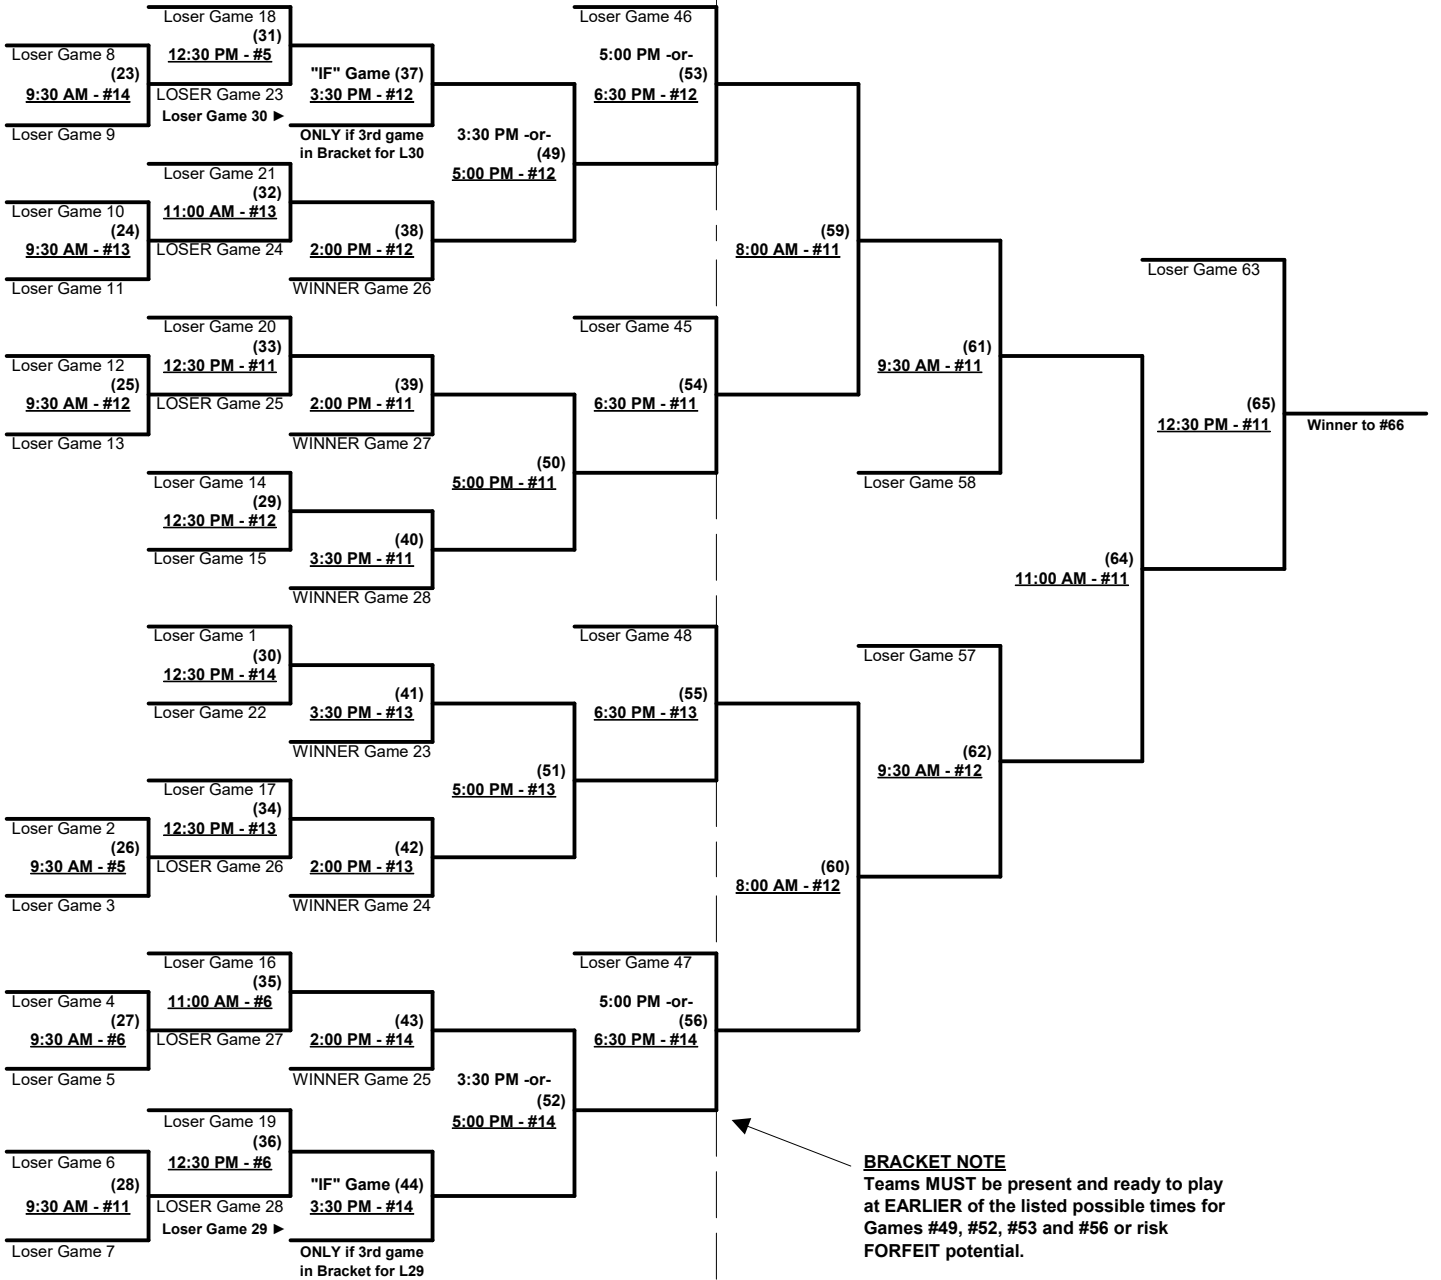 Loser Game 18
(31)
12:30 PM - #5
Loser Game 8
(23)
9:30 AM - #14
LOSER Game 23
Loser Game 30 ►
Loser Game 9
"IF" Game (37)
3:30 PM - #12
ONLY if 3rd game
in Bracket for L30
Loser Game 21
(32)
11:00 AM - #13
Loser Game 10
(24)
9:30 AM - #13
LOSER Game 24
Loser Game 11
(38)
2:00 PM - #12
WINNER Game 26
3:30 PM -or-
(49)
5:00 PM - #12
Loser Game 46
5:00 PM -or-
(53)
6:30 PM - #12
Loser Game 20
(33)
12:30 PM - #11
Loser Game 12
(25)
9:30 AM - #12
LOSER Game 25
Loser Game 13
(39)
2:00 PM - #11
WINNER Game 27
Loser Game 14
(29)
12:30 PM - #12
Loser Game 15
(40)
3:30 PM - #11
WINNER Game 28
(50)
5:00 PM - #11
Loser Game 45
(54)
6:30 PM - #11
(59)
8:00 AM - #11
(61)
9:30 AM - #11
Loser Game 58
Loser Game 1
(30)
12:30 PM - #14
Loser Game 22
(41)
3:30 PM - #13
WINNER Game 23
Loser Game 17
(34)
12:30 PM - #13
Loser Game 2
(26)
9:30 AM - #5
LOSER Game 26
Loser Game 3
(42)
2:00 PM - #13
WINNER Game 24
(51)
5:00 PM - #13
Loser Game 48
(55)
6:30 PM - #13
Loser Game 16
(35)
11:00 AM - #6
Loser Game 4
(27)
9:30 AM - #6
LOSER Game 27
Loser Game 5
(43)
2:00 PM - #14
WINNER Game 25
Loser Game 19
(36)
12:30 PM - #6
Loser Game 6
(28)
9:30 AM - #11
LOSER Game 28
Loser Game 29 ►
Loser Game 7
"IF" Game (44)
3:30 PM - #14
ONLY if 3rd game
in Bracket for L29
3:30 PM -or-
(52)
5:00 PM - #14
Loser Game 47
5:00 PM -or-
(56)
6:30 PM - #14
(60)
8:00 AM - #12
Loser Game 57
(62)
9:30 AM - #12
(64)
11:00 AM - #11
Loser Game 63
(65)
12:30 PM - #11
Winner to #66
BRACKET NOTE
Teams MUST be present and ready to play
at EARLIER of the listed possible times for
Games #49, #52, #53 and #56 or risk
FORFEIT potential.